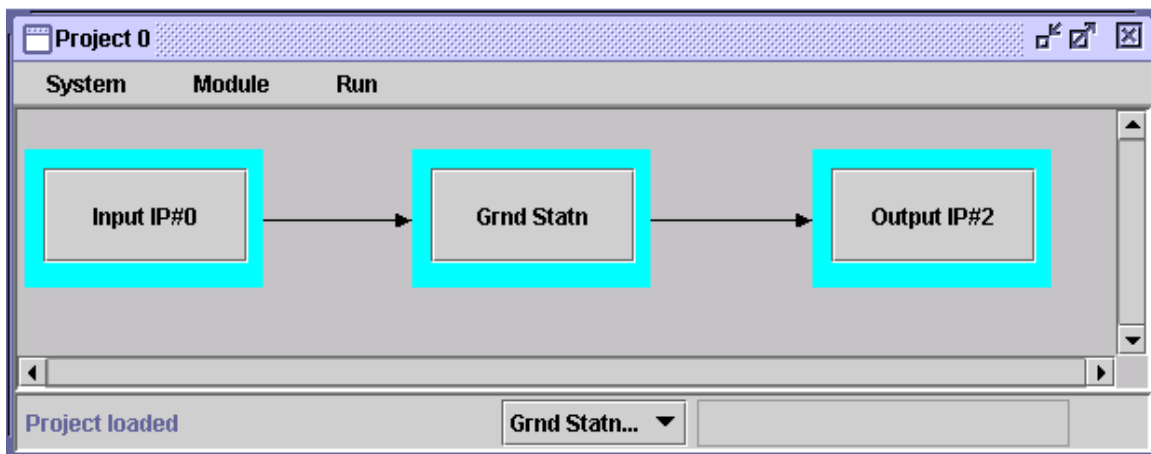 Project 0
System Module Run
Input IP#0 Grnd Statn Output IP#2
Project loaded Grnd Statn...